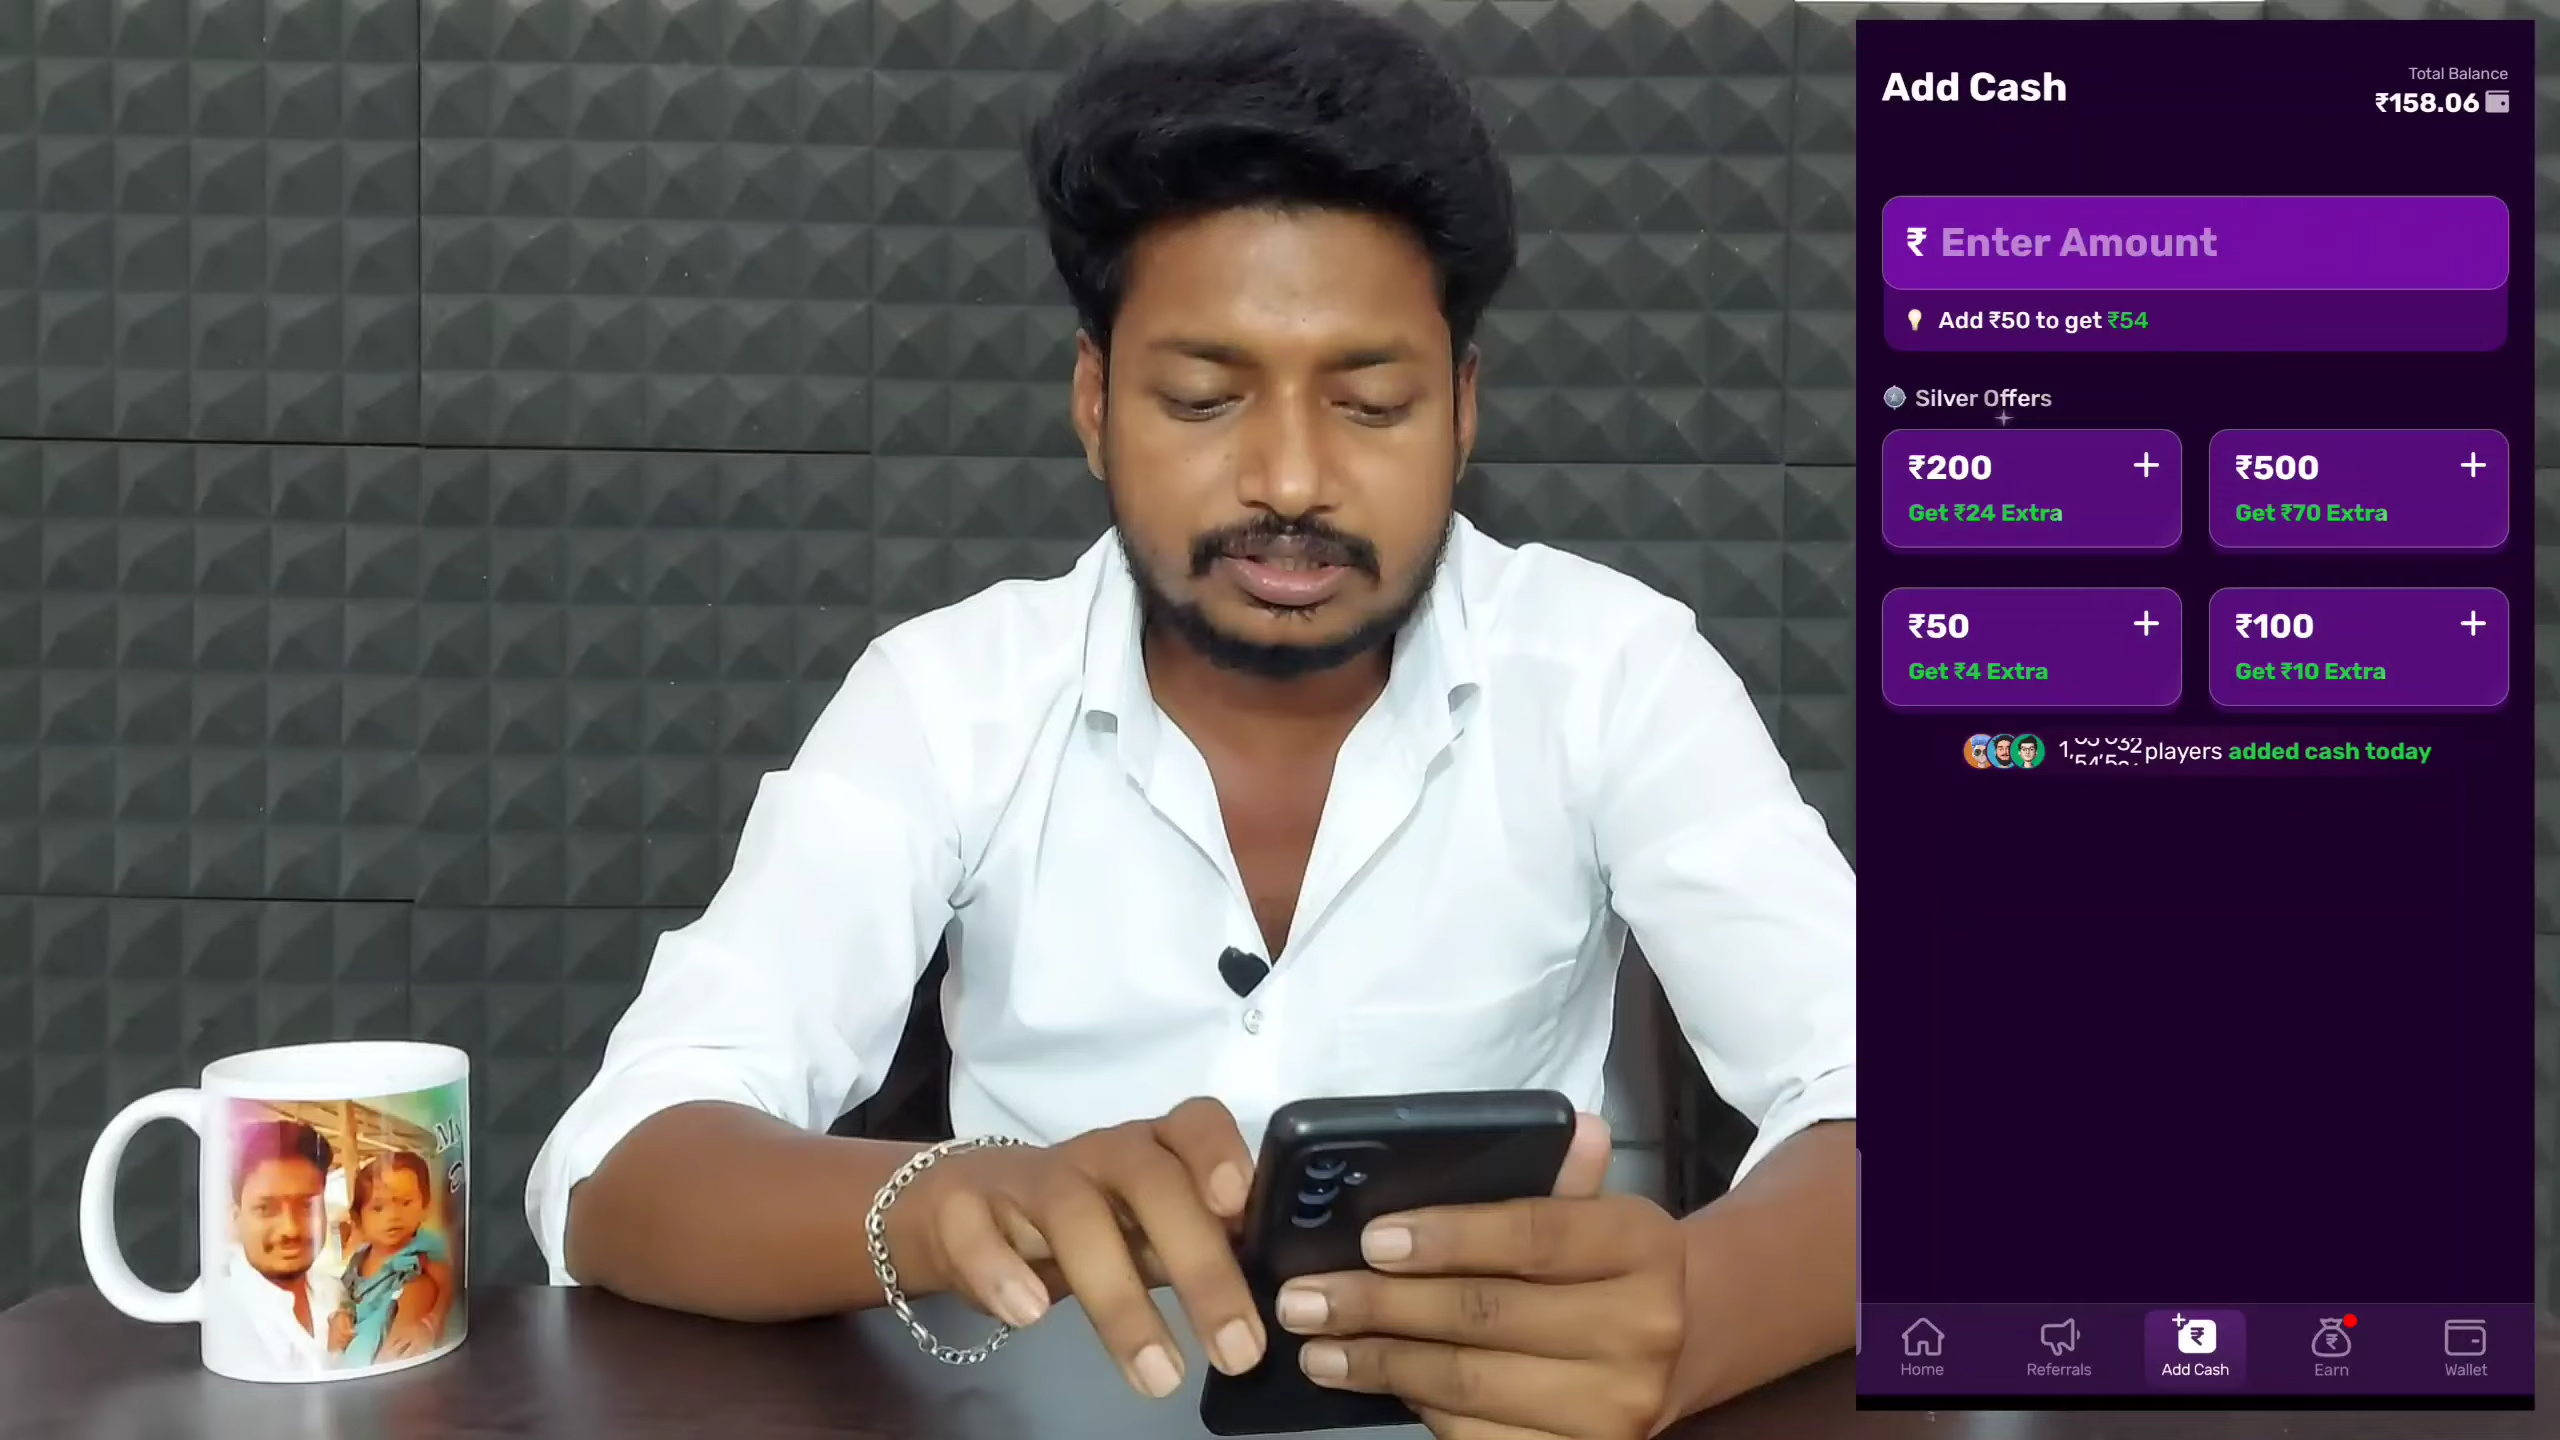 Add Cash
Total Balance
₹158.06
₹ Enter Amount
Add ₹50 to get ₹54
Silver Offers
₹200 +
Get ₹24 Extra
₹500 +
Get ₹70 Extra
₹50 +
Get ₹4 Extra
₹100 +
Get ₹10 Extra
players added cash today
Home
Referrals
Add Cash
Earn
Wallet